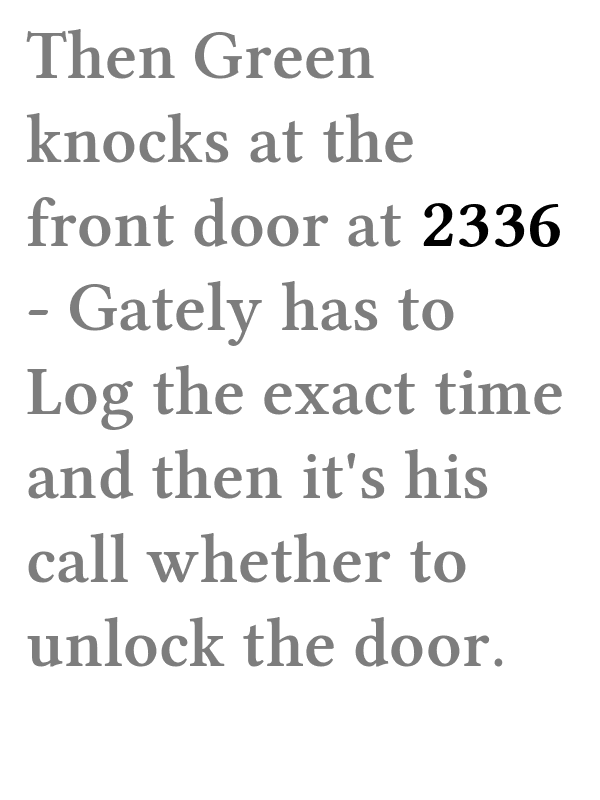 Then Green
knocks at the
front door at 2336
- Gately has to
Log the exact time
and then it's his
call whether to
unlock the door.